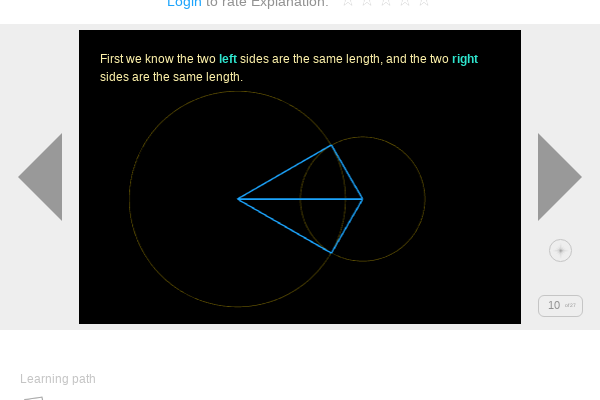 Login to rate Explanation:
First we know the two left sides are the same length, and the two right
sides are the same length.
10 of 27
Learning path